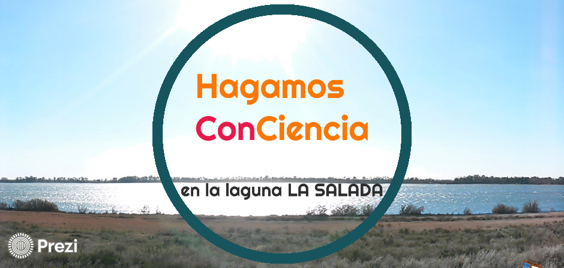 Hagamos
ConCiencia
en la laguna LA SALADA
Prezi